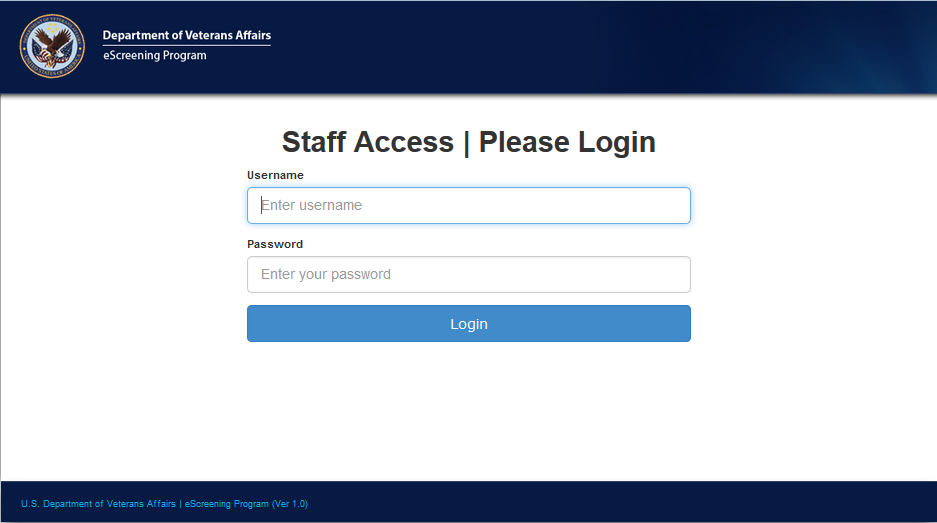 Department of Veterans Affairs
eScreening Program
Staff Access | Please Login
Username
Enter username
Password
Enter your password
Login
U.S. Department of Veterans Affairs | eScreening Program (Ver 1.0)